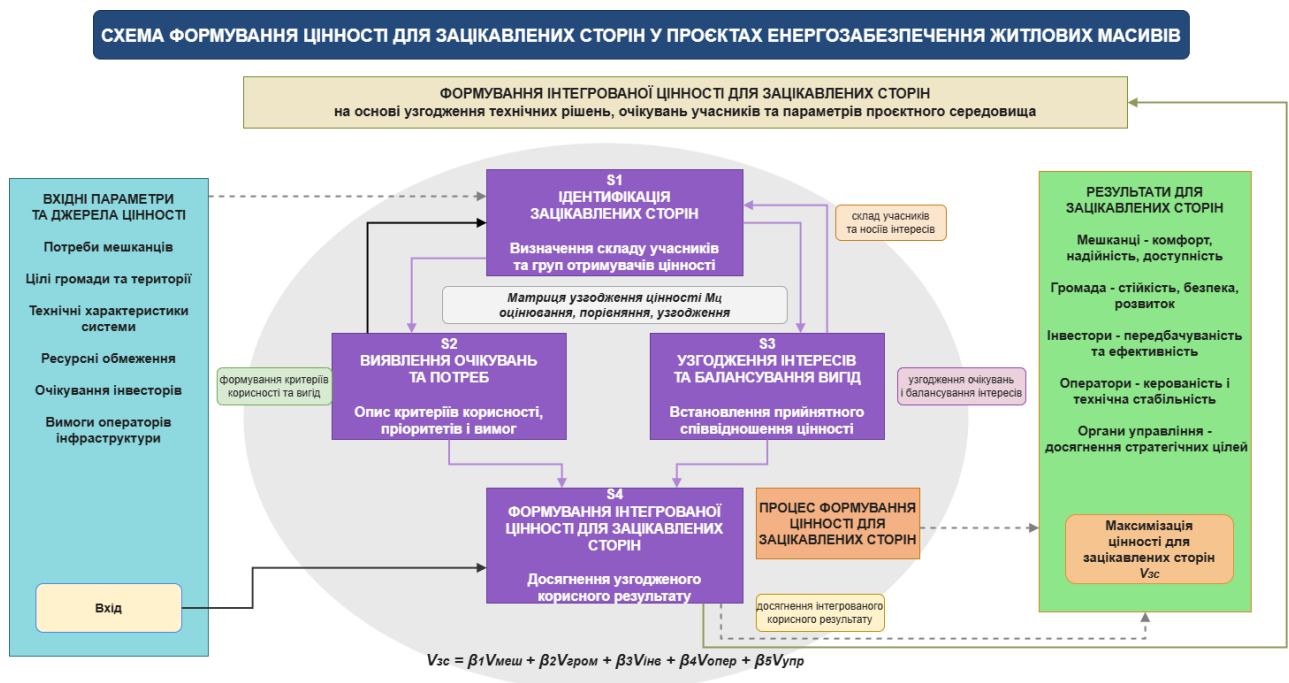 СХЕМА ФОРМУВАННЯ ЦІННОСТІ ДЛЯ ЗАЦІКАВЛЕНИХ СТОРІН У ПРОЄКТАХ ЕНЕРГОЗАБЕЗПЕЧЕННЯ ЖИТЛОВИХ МАСИВІВ
ФОРМУВАННЯ ІНТЕГРОВАНОЇ ЦІННОСТІ ДЛЯ ЗАЦІКАВЛЕНИХ СТОРІН
на основі узгодження технічних рішень, очікувань учасників та параметрів проєктного середовища
ВХІДНІ ПАРАМЕТРИ
ТА ДЖЕРЕЛА ЦІННОСТІ
Потреби мешканців
Цілі громади та території
Технічні характеристики
системи
Ресурсні обмеження
Очікування інвесторів
Вимоги операторів
інфраструктури
Вхід
S1
ІДЕНТИФІКАЦІЯ
ЗАЦІКАВЛЕНИХ СТОРІН
Визначення складу учасників
та груп отримувачів цінності
склад учасників
та носіїв інтересів
Матриця узгодження цінності Мц
оцінювання, порівняння, узгодження
S2
ВИЯВЛЕННЯ ОЧІКУВАНЬ
ТА ПОТРЕБ
Опис критеріїв корисності,
пріоритетів і вимог
формування критеріїв
корисності та вигід
S3
УЗГОДЖЕННЯ ІНТЕРЕСІВ
ТА БАЛАНСУВАННЯ ВИГІД
Встановлення прийнятного
співвідношення цінності
узгодження очікувань
і балансування інтересів
S4
ФОРМУВАННЯ ІНТЕГРОВАНОЇ
ЦІННОСТІ ДЛЯ ЗАЦІКАВЛЕНИХ
СТОРІН
Досягнення узгодженого
корисного результату
ПРОЦЕС ФОРМУВАННЯ
ЦІННОСТІ ДЛЯ
ЗАЦІКАВЛЕНИХ СТОРІН
досягнення інтегрованого
корисного результату
Vзс = β1Vмеш + β2Vгром + β3Vінв + β4Vопер + β5Vупр
РЕЗУЛЬТАТИ ДЛЯ
ЗАЦІКАВЛЕНИХ СТОРІН
Мешканці - комфорт,
надійність, доступність
Громада - стійкість, безпека,
розвиток
Інвестори - передбачуваність
та ефективність
Оператори - керованість і
технічна стабільність
Органи управління -
досягнення стратегічних цілей
Максимізація
цінності для
зацікавлених сторін
Vзс